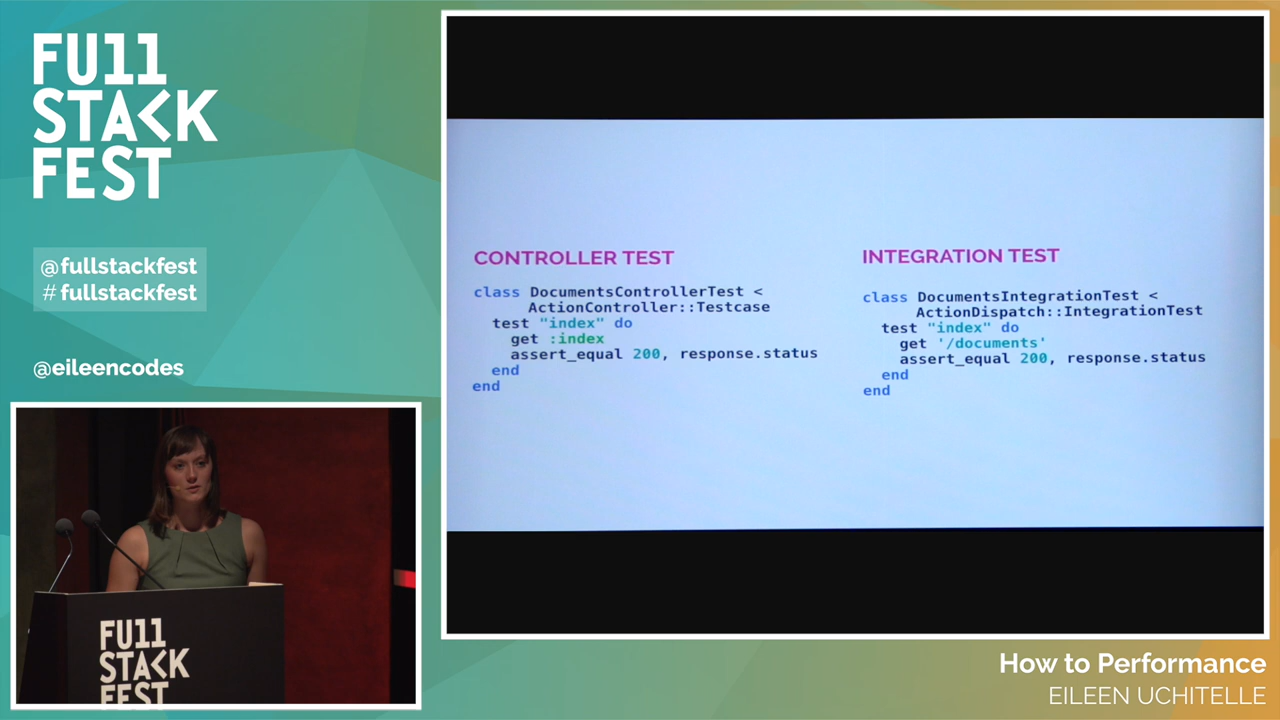 FU11
STACK
FEST
@fullstackfest
# fullstackfest
@eileencodes
CONTROLLER TEST
class DocumentsControllerTest <
ActionController::Testcase
test "index" do
get :index
assert_equal 200, response.status
end
end
INTEGRATION TEST
class DocumentsIntegrationTest <
ActionDispatch::IntegrationTest
test "index" do
get '/documents'
assert_equal 200, response.status
end
end
FU11
STACK
FEST
How to Performance
EILEEN UCHITELLE